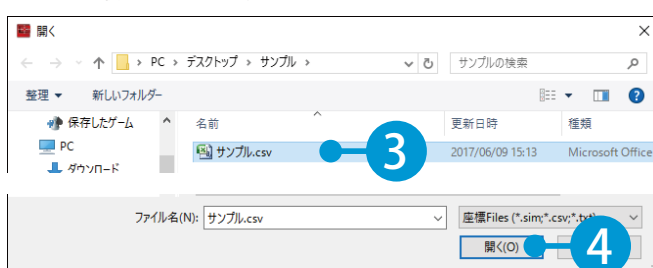 開く
PC > デスクトップ > サンプル >
サンプルの検索
整理 新しいフォルダー
保存したゲーム
PC
ダウンロード
名前 更新日時 種類
サンプル.csv 2017/06/09 15:13 Microsoft Office
3
ファイル名(N): サンプル.csv 座標Files (*.sim;*.csv;*.txt)
開く(O)
4